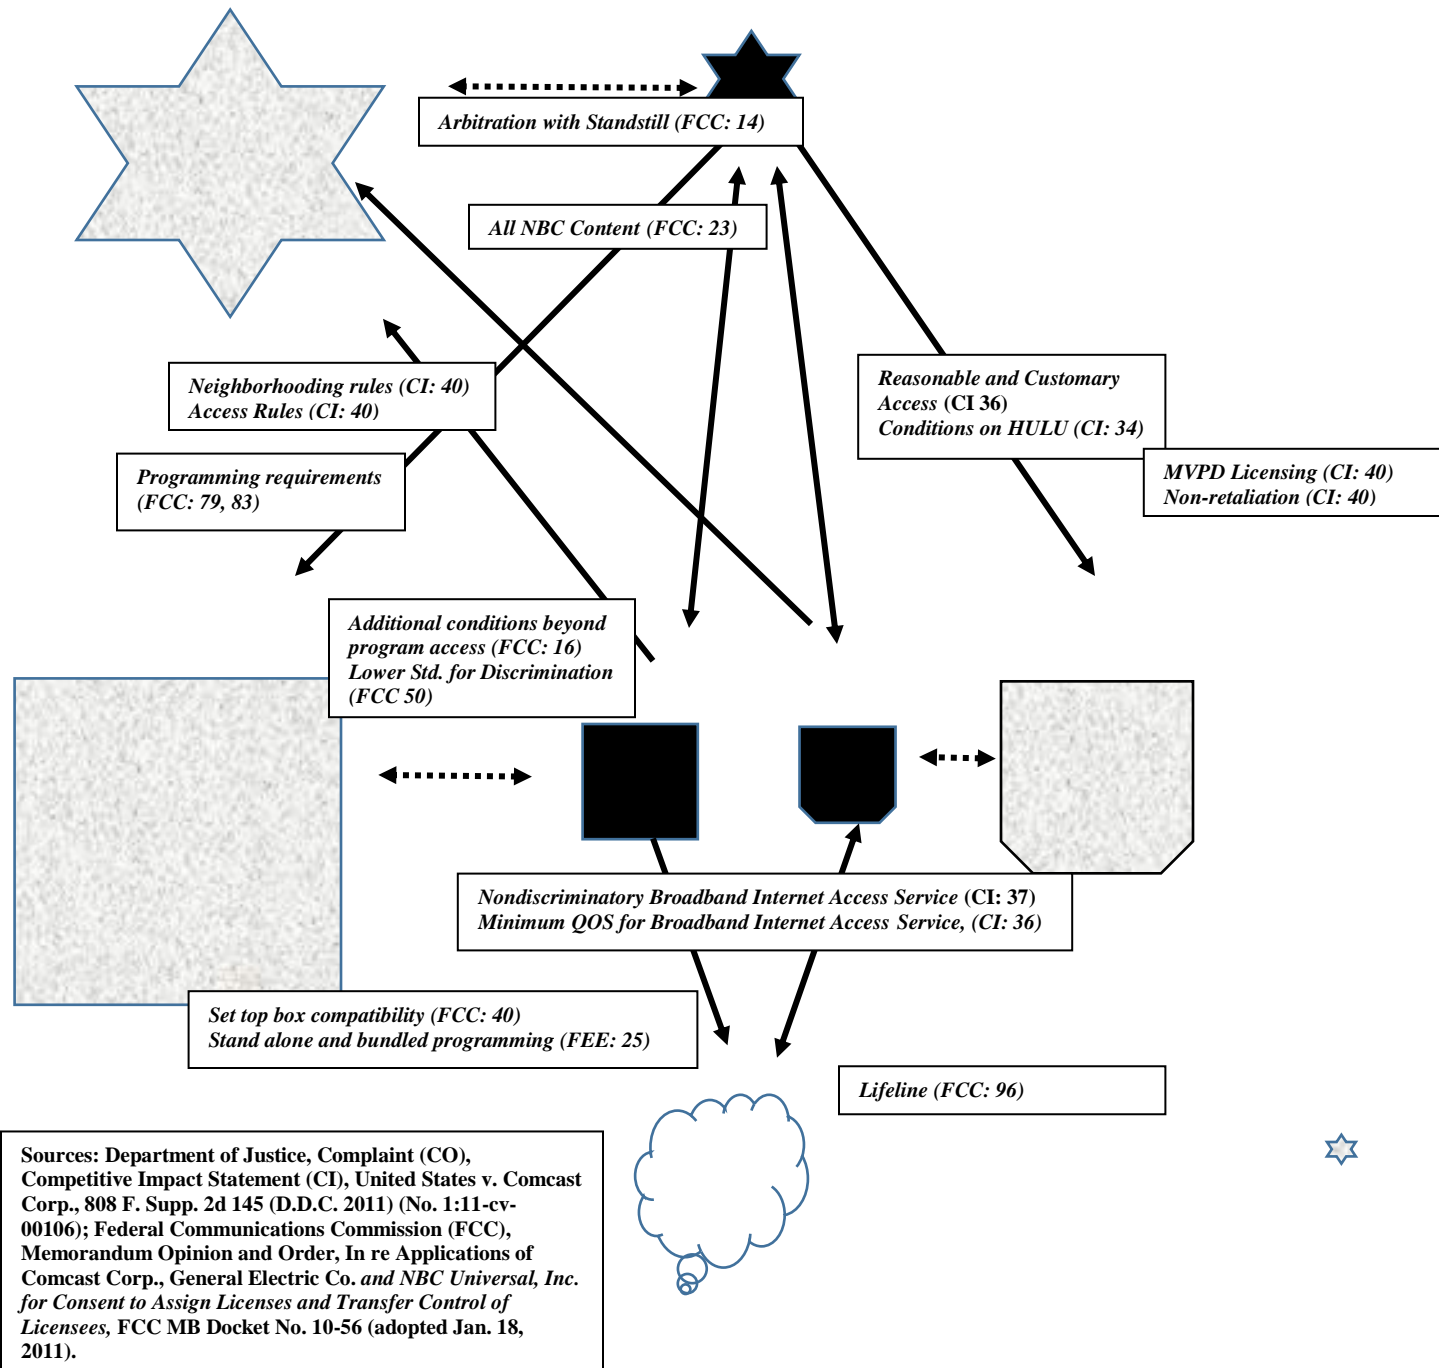 Arbitration with Standstill (FCC: 14)
All NBC Content (FCC: 23)
Neighborhooding rules (CI: 40)
Access Rules (CI: 40)
Reasonable and Customary
Access (CI 36)
Conditions on HULU (CI: 34)
MVPD Licensing (CI: 40)
Non-retaliation (CI: 40)
Programming requirements
(FCC: 79, 83)
Additional conditions beyond
program access (FCC: 16)
Lower Std. for Discrimination
(FCC 50)
Nondiscriminatory Broadband Internet Access Service (CI: 37)
Minimum QOS for Broadband Internet Access Service, (CI: 36)
Set top box compatibility (FCC: 40)
Stand alone and bundled programming (FEE: 25)
Lifeline (FCC: 96)
Sources: Department of Justice, Complaint (CO),
Competitive Impact Statement (CI), United States v. Comcast
Corp., 808 F. Supp. 2d 145 (D.D.C. 2011) (No. 1:11-cv-
00106); Federal Communications Commission (FCC),
Memorandum Opinion and Order, In re Applications of
Comcast Corp., General Electric Co. and NBC Universal, Inc.
for Consent to Assign Licenses and Transfer Control of
Licensees, FCC MB Docket No. 10-56 (adopted Jan. 18,
2011).